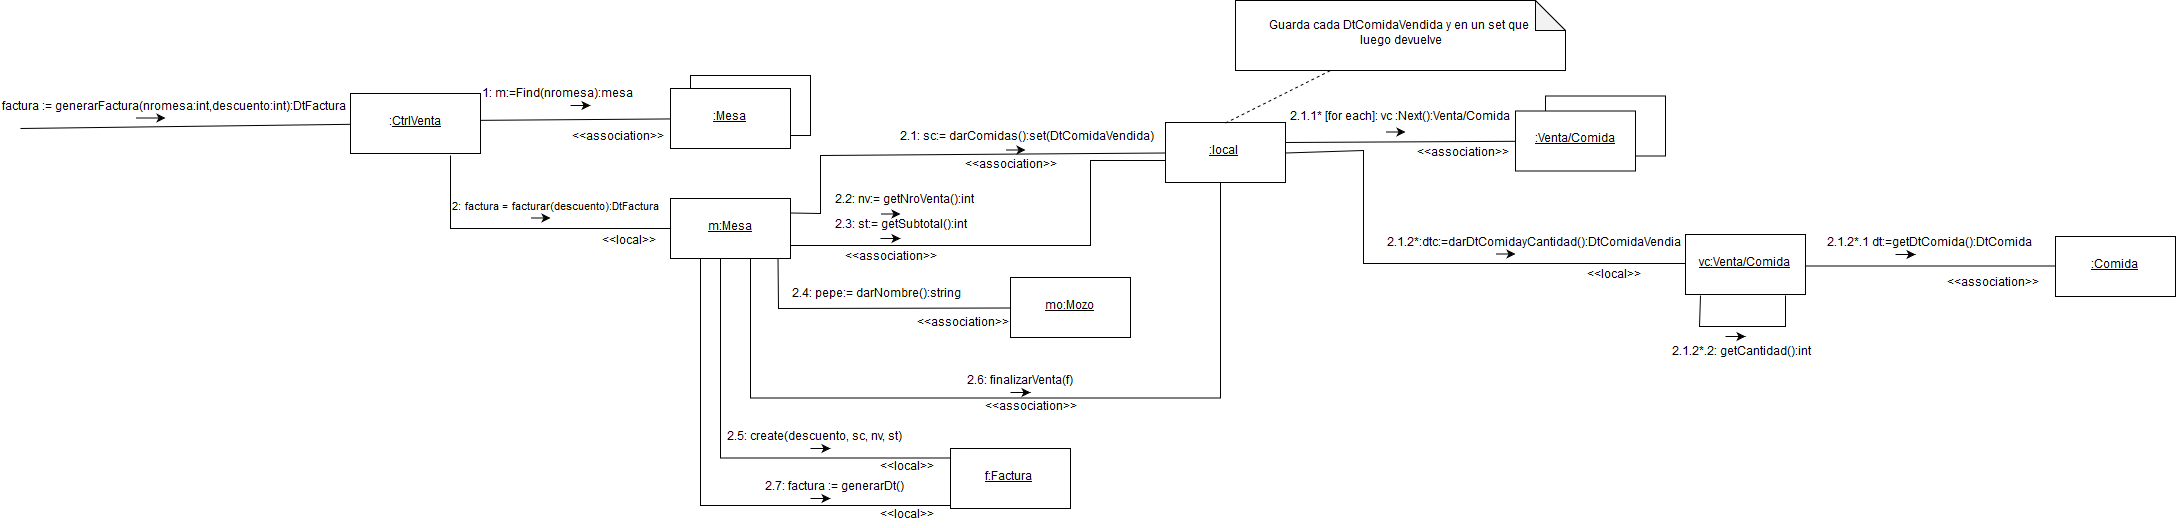 Guarda cada DtComidaVendida y en un set que
luego devuelve
factura := generarFactura(nromesa:int,descuento:int):DtFactura
:CtrlVenta
1: m:=Find(nromesa):mesa
<<association>>
:Mesa
2.1: sc:= darComidas():set(DtComidaVendida)
<<association>>
:local
2.1.1* [for each]: vc :Next():Venta/Comida
<<association>>
:Venta/Comida
2: factura = facturar(descuento):DtFactura
<<local>>
m:Mesa
2.2: nv:= getNroVenta():int
2.3: st:= getSubtotal():int
<<association>>
2.1.2*:dtc:=darDtComidayCantidad():DtComidaVendia
<<local>>
vc:Venta/Comida
2.1.2*.1 dt:=getDtComida():DtComida
<<association>>
:Comida
2.1.2*.2: getCantidad():int
2.4: pepe:= darNombre():string
<<association>>
mo:Mozo
2.6: finalizarVenta(f)
<<association>>
2.5: create(descuento, sc, nv, st)
<<local>>
f:Factura
2.7: factura := generarDt()
<<local>>